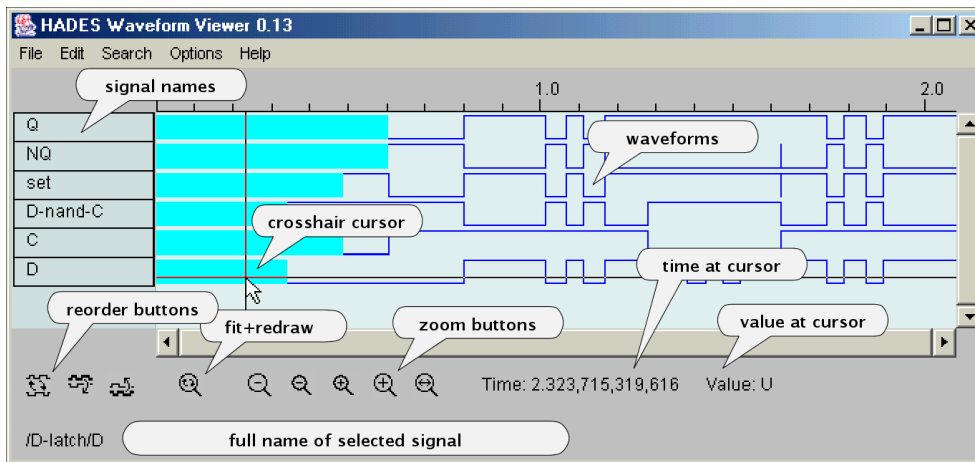 HADES Waveform Viewer 0.13
File Edit Search Options Help
signal names
1.0 2.0
Q
NQ
set
D-nand-C
C
D
waveforms
crosshair cursor
time at cursor
reorder buttons
fit+redraw
zoom buttons
value at cursor
Time: 2.323,715,319,616 Value: U
/D-latch/D
full name of selected signal